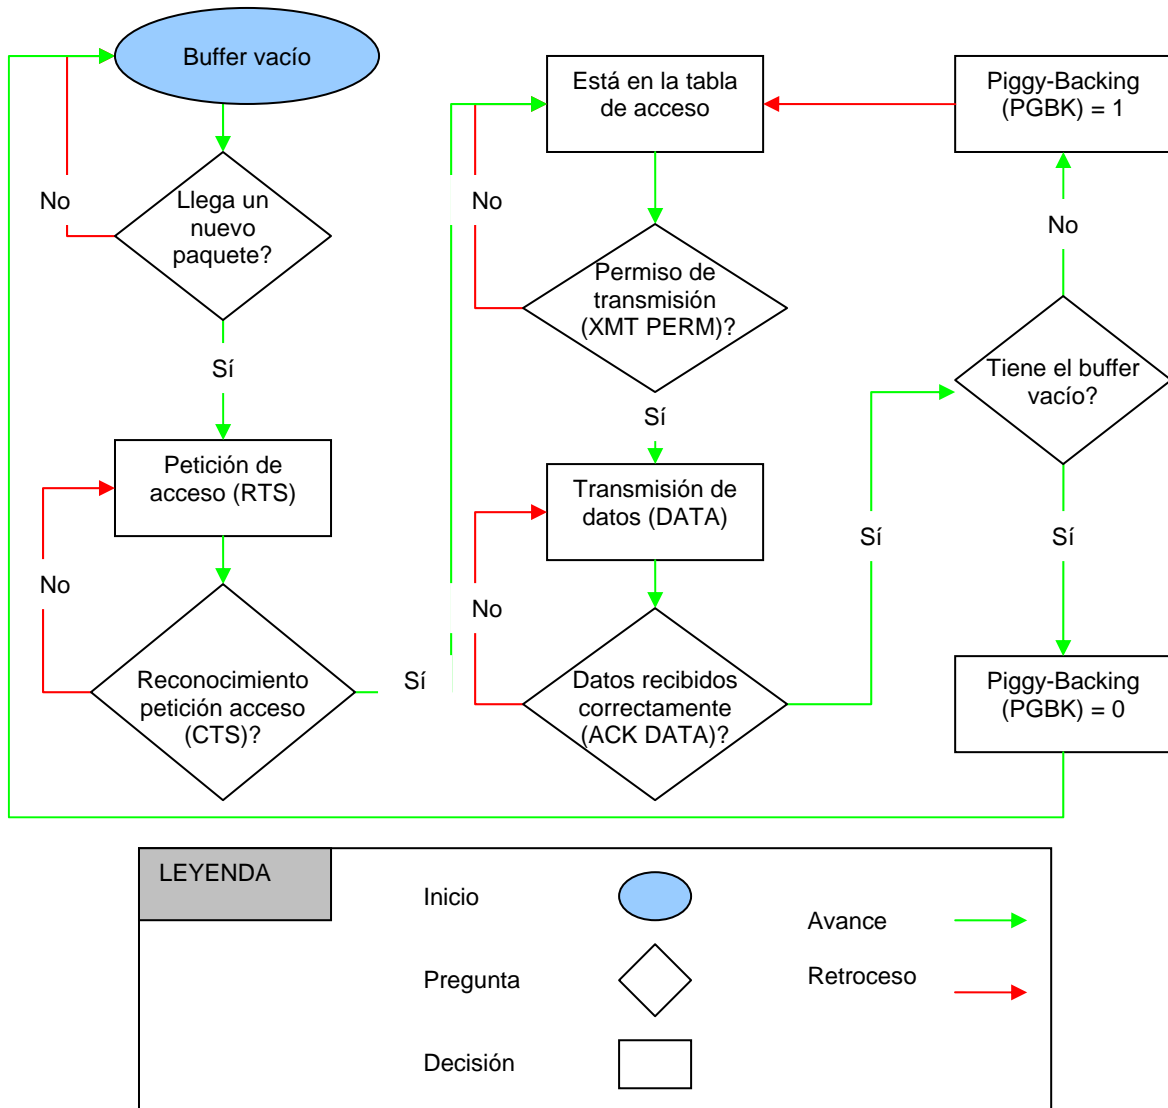 Buffer vacío
Llega un
nuevo
paquete?
No
Sí
Petición de
acceso (RTS)
No
Reconocimiento
petición acceso
(CTS)?
Sí
Está en la tabla
de acceso
No
Permiso de
transmisión
(XMT PERM)?
Sí
Transmisión de
datos (DATA)
No
Datos recibidos
correctamente
(ACK DATA)?
Sí
Piggy-Backing
(PGBK) = 1
No
Tiene el buffer
vacío?
Sí
Piggy-Backing
(PGBK) = 0
LEYENDA
Inicio
Pregunta
Decisión
Avance
Retroceso